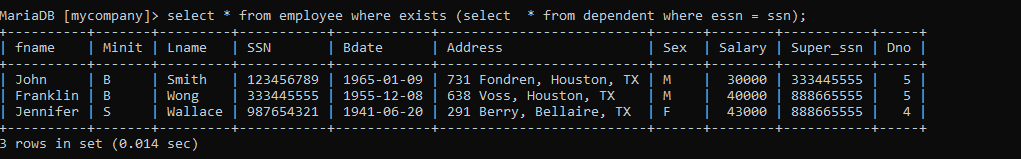 MariaDB [mycompany]> select * from employee where exists (select  * from dependent where essn = ssn);
+----------+-------+---------+-----------+------------+-------------------------+------+--------+-----------+-----+
| fname    | Minit | Lname   | SSN       | Bdate      | Address                 | Sex  | Salary | Super_ssn | Dno |
+----------+-------+---------+-----------+------------+-------------------------+------+--------+-----------+-----+
| John     | B     | Smith   | 123456789 | 1965-01-09 | 731 Fondren, Houston, TX | M    |  30000 | 333445555 |   5 |
| Franklin | B     | Wong    | 333445555 | 1955-12-08 | 638 Voss, Houston, TX    | M    |  40000 | 888665555 |   5 |
| Jennifer | S     | Wallace | 987654321 | 1941-06-20 | 291 Berry, Bellaire, TX  | F    |  43000 | 888665555 |   4 |
+----------+-------+---------+-----------+------------+-------------------------+------+--------+-----------+-----+
3 rows in set (0.014 sec)